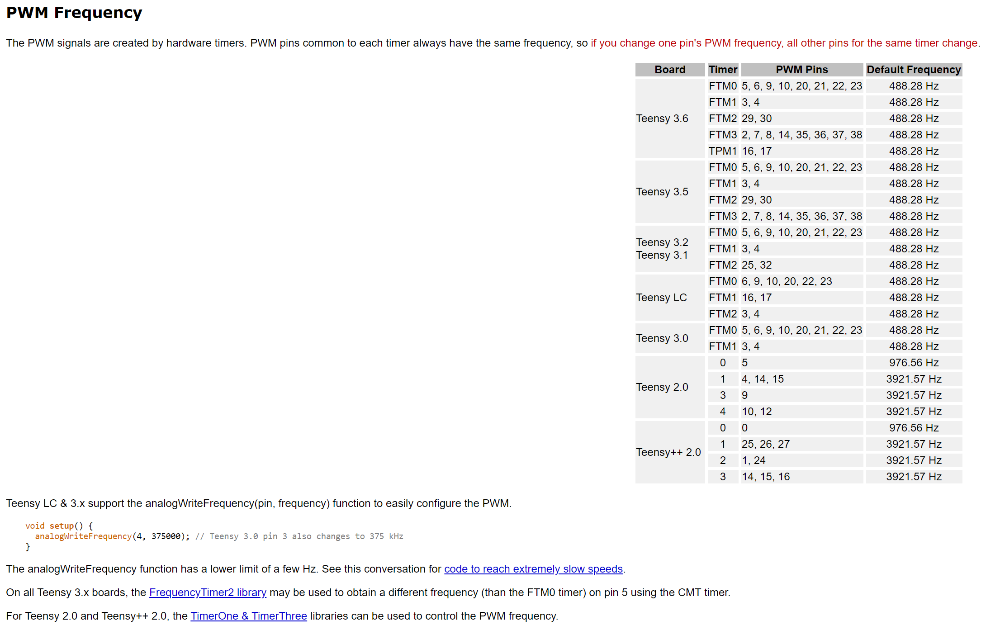 PWM Frequency
The PWM signals are created by hardware timers. PWM pins common to each timer always have the same frequency, so if you change one pin's PWM frequency, all other pins for the same timer change.
Board Timer PWM Pins Default Frequency
Teensy 3.6 FTM0 5, 6, 9, 10, 20, 21, 22, 23 488.28 Hz
FTM1 3, 4 488.28 Hz
FTM2 29, 30 488.28 Hz
FTM3 2, 7, 8, 14, 35, 36, 37, 38 488.28 Hz
TPM1 16, 17 488.28 Hz
Teensy 3.5 FTM0 5, 6, 9, 10, 20, 21, 22, 23 488.28 Hz
FTM1 3, 4 488.28 Hz
FTM2 29, 30 488.28 Hz
FTM3 2, 7, 8, 14, 35, 36, 37, 38 488.28 Hz
Teensy 3.2
Teensy 3.1
FTM0 5, 6, 9, 10, 20, 21, 22, 23 488.28 Hz
FTM1 3, 4 488.28 Hz
FTM2 25, 32 488.28 Hz
Teensy LC FTM0 6, 9, 10, 20, 22, 23 488.28 Hz
FTM1 16, 17 488.28 Hz
FTM2 3, 4 488.28 Hz
Teensy 3.0 FTM0 5, 6, 9, 10, 20, 21, 22, 23 488.28 Hz
FTM1 3, 4 488.28 Hz
Teensy 2.0 0 5 976.56 Hz
1 4, 14, 15 3921.57 Hz
3 9 3921.57 Hz
4 10, 12 3921.57 Hz
Teensy++ 2.0 0 0 976.56 Hz
1 25, 26, 27 3921.57 Hz
2 1, 24 3921.57 Hz
3 14, 15, 16 3921.57 Hz
Teensy LC & 3.x support the analogWriteFrequency(pin, frequency) function to easily configure the PWM.
void setup() {
analogWriteFrequency(4, 375000); // Teensy 3.0 pin 3 also changes to 375 kHz
}
The analogWriteFrequency function has a lower limit of a few Hz. See this conversation for code to reach extremely slow speeds.
On all Teensy 3.x boards, the FrequencyTimer2 library may be used to obtain a different frequency (than the FTM0 timer) on pin 5 using the CMT timer.
For Teensy 2.0 and Teensy++ 2.0, the TimerOne & TimerThree libraries can be used to control the PWM frequency.